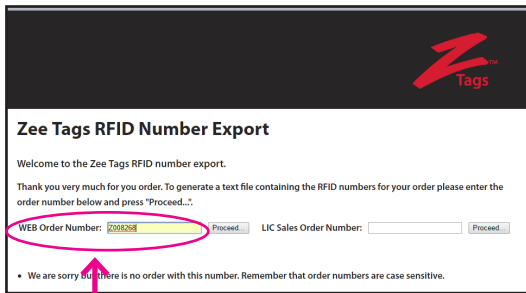 Z™
Tags
Zee Tags RFID Number Export
Welcome to the Zee Tags RFID number export.
Thank you very much for you order. To generate a text file containing the RFID numbers for your order please enter the
order number below and press "Proceed...".
WEB Order Number: Z008268 Proceed... LIC Sales Order Number: Proceed...
• We are sorry but there is no order with this number. Remember that order numbers are case sensitive.